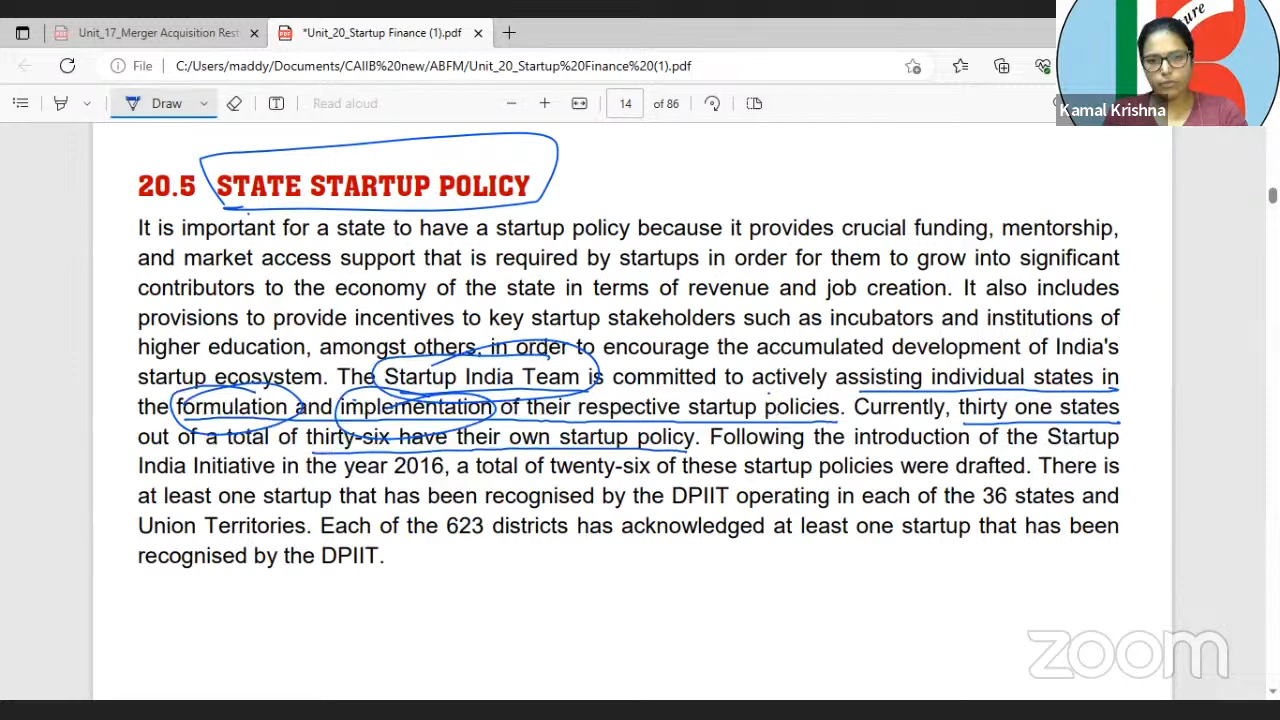 Unit_17_Merger Acquisition Rest
*Unit_20_Startup Finance (1).pdf
File
C:/Users/maddy/Documents/CAIIB%20new/ABFM/Unit_20_Startup%20Finance%20(1).pdf
Draw
Read aloud
14 of 86
Kamal Krishna
20.5 STATE STARTUP POLICY
It is important for a state to have a startup policy because it provides crucial funding, mentorship,
and market access support that is required by startups in order for them to grow into significant
contributors to the economy of the state in terms of revenue and job creation. It also includes
provisions to provide incentives to key startup stakeholders such as incubators and institutions of
higher education, amongst others, in order to encourage the accumulated development of India's
startup ecosystem. The Startup India Team is committed to actively assisting individual states in
the formulation and implementation of their respective startup policies. Currently, thirty one states
out of a total of thirty-six have their own startup policy. Following the introduction of the Startup
India Initiative in the year 2016, a total of twenty-six of these startup policies were drafted. There is
at least one startup that has been recognised by the DPIIT operating in each of the 36 states and
Union Territories. Each of the 623 districts has acknowledged at least one startup that has been
recognised by the DPIIT.
zoom